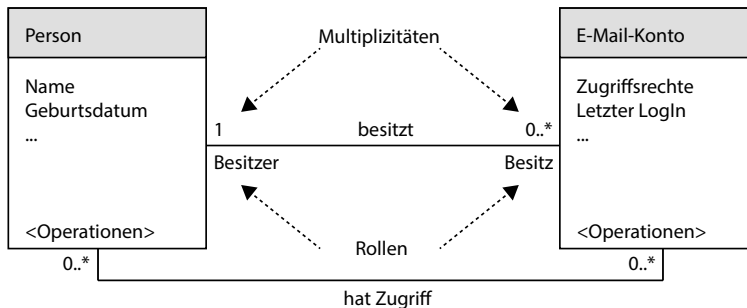 Person
Multiplizitäten
E-Mail-Konto
Name
Geburtsdatum
...
Zugriffsrechte
Letzter LogIn
...
1
besitzt
0..*
Besitzer
Besitz
<Operationen>
Rollen
<Operationen>
0..*
0..*
hat Zugriff